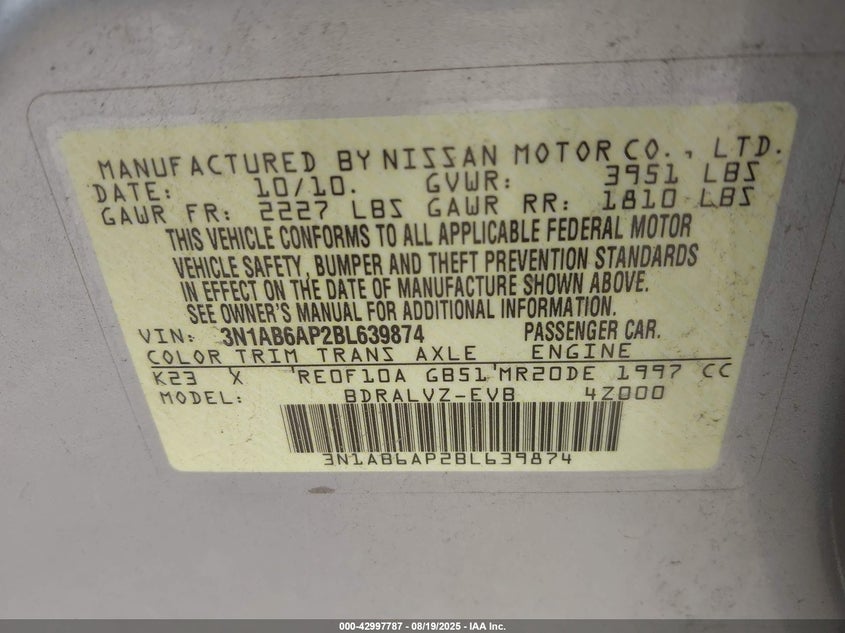 MANUFACTURED BY NISSAN MOTOR CO., LTD.
DATE: 10/10. GVWR: 3951 LBS
GAWR FR: 2227 LBS GAWR RR: 1810 LBS
THIS VEHICLE CONFORMS TO ALL APPLICABLE FEDERAL MOTOR
VEHICLE SAFETY, BUMPER AND THEFT PREVENTION STANDARDS
IN EFFECT ON THE DATE OF MANUFACTURE SHOWN ABOVE.
SEE OWNER'S MANUAL FOR ADDITIONAL INFORMATION.
VIN: 3N1AB6AP2BL639874 PASSENGER CAR.
COLOR TRIM TRANS AXLE ENGINE
K23 X 'RE0F10A GB51'MR20DE 1997 CC
MODEL: BDRALVZ-EVB 4Z000
3N1AB6AP2BL639874
000-42997787 - 08/19/2025 - IAA Inc.